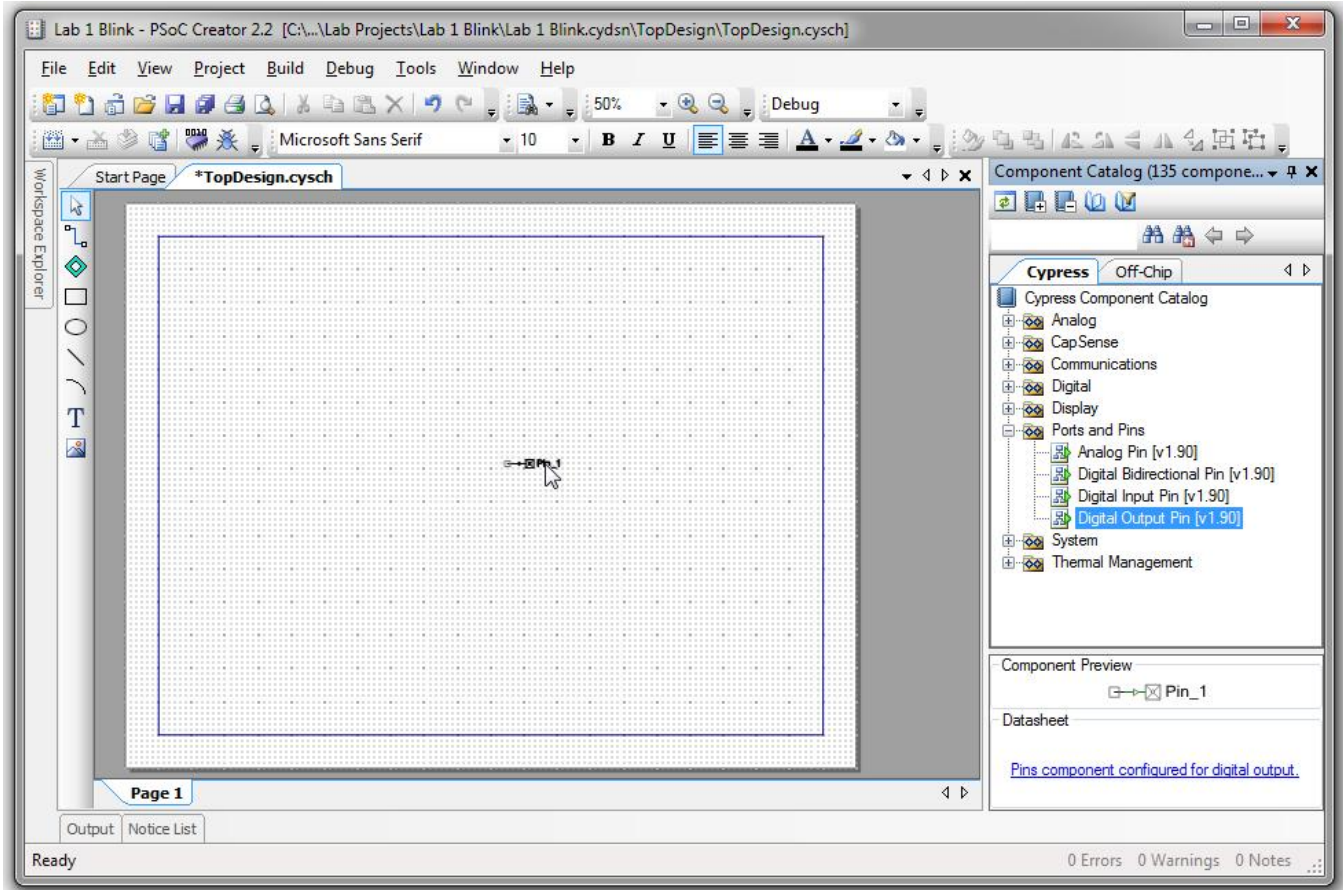 Lab 1 Blink - PSoC Creator 2.2 [C:\...\Lab Projects\Lab 1 Blink\Lab 1 Blink.cydsn\TopDesign\TopDesign.cysch]
File Edit View Project Build Debug Tools Window Help
50% Debug
Microsoft Sans Serif 10 B I U A
Workspace Explorer
Start Page *TopDesign.cysch
T
Pin_1
Page 1
Output Notice List
Ready
Component Catalog (135 compone...
Cypress Off-Chip
Cypress Component Catalog
Analog
CapSense
Communications
Digital
Display
Ports and Pins
Analog Pin [v1.90]
Digital Bidirectional Pin [v1.90]
Digital Input Pin [v1.90]
Digital Output Pin [v1.90]
System
Thermal Management
Component Preview
Pin_1
Datasheet
Pins component configured for digital output.
0 Errors 0 Warnings 0 Notes